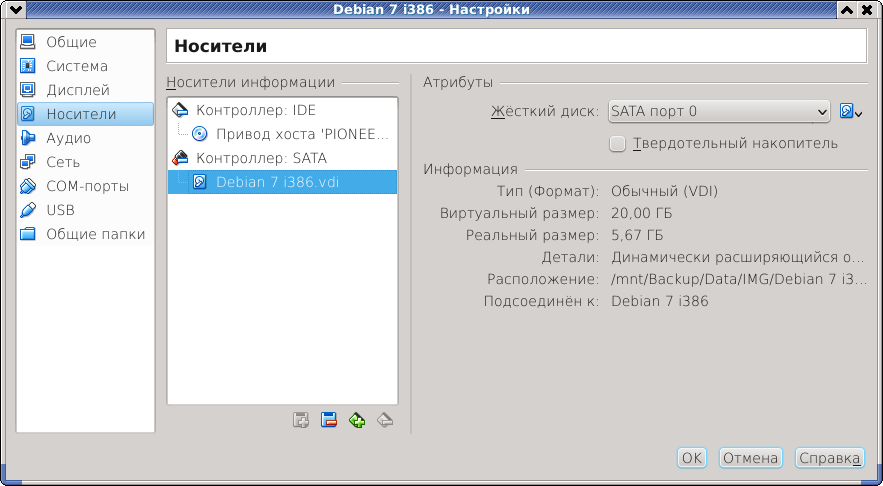 Debian 7 i386 - Настройки
Общие
Система
Дисплей
Носители
Аудио
Сеть
COM-порты
USB
Общие папки
Носители
Носители информации
Контроллер: IDE
Привод хоста 'PIONEE...
Контроллер: SATA
Debian 7 i386.vdi
Атрибуты
Жёсткий диск: SATA порт 0
Твердотельный накопитель
Информация
Тип (Формат): Обычный (VDI)
Виртуальный размер: 20,00 ГБ
Реальный размер: 5,67 ГБ
Детали: Динамически расширяющийся о...
Расположение: /mnt/Backup/Data/IMG/Debian 7 i3...
Подсоединён к: Debian 7 i386
OK Отмена Справка